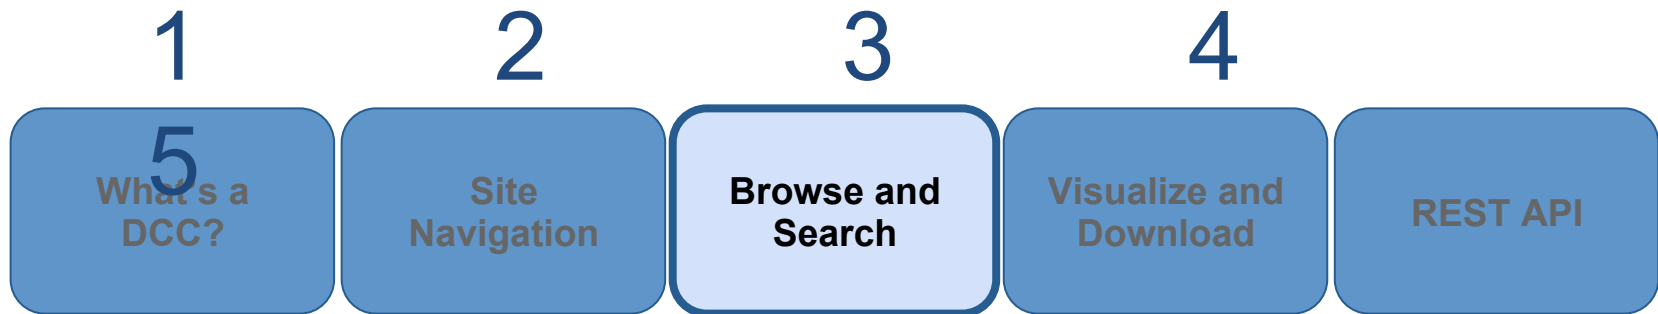 1 2 3 4
5
What's a
DCC?
Site
Navigation
Browse and
Search
Visualize and
Download
REST API